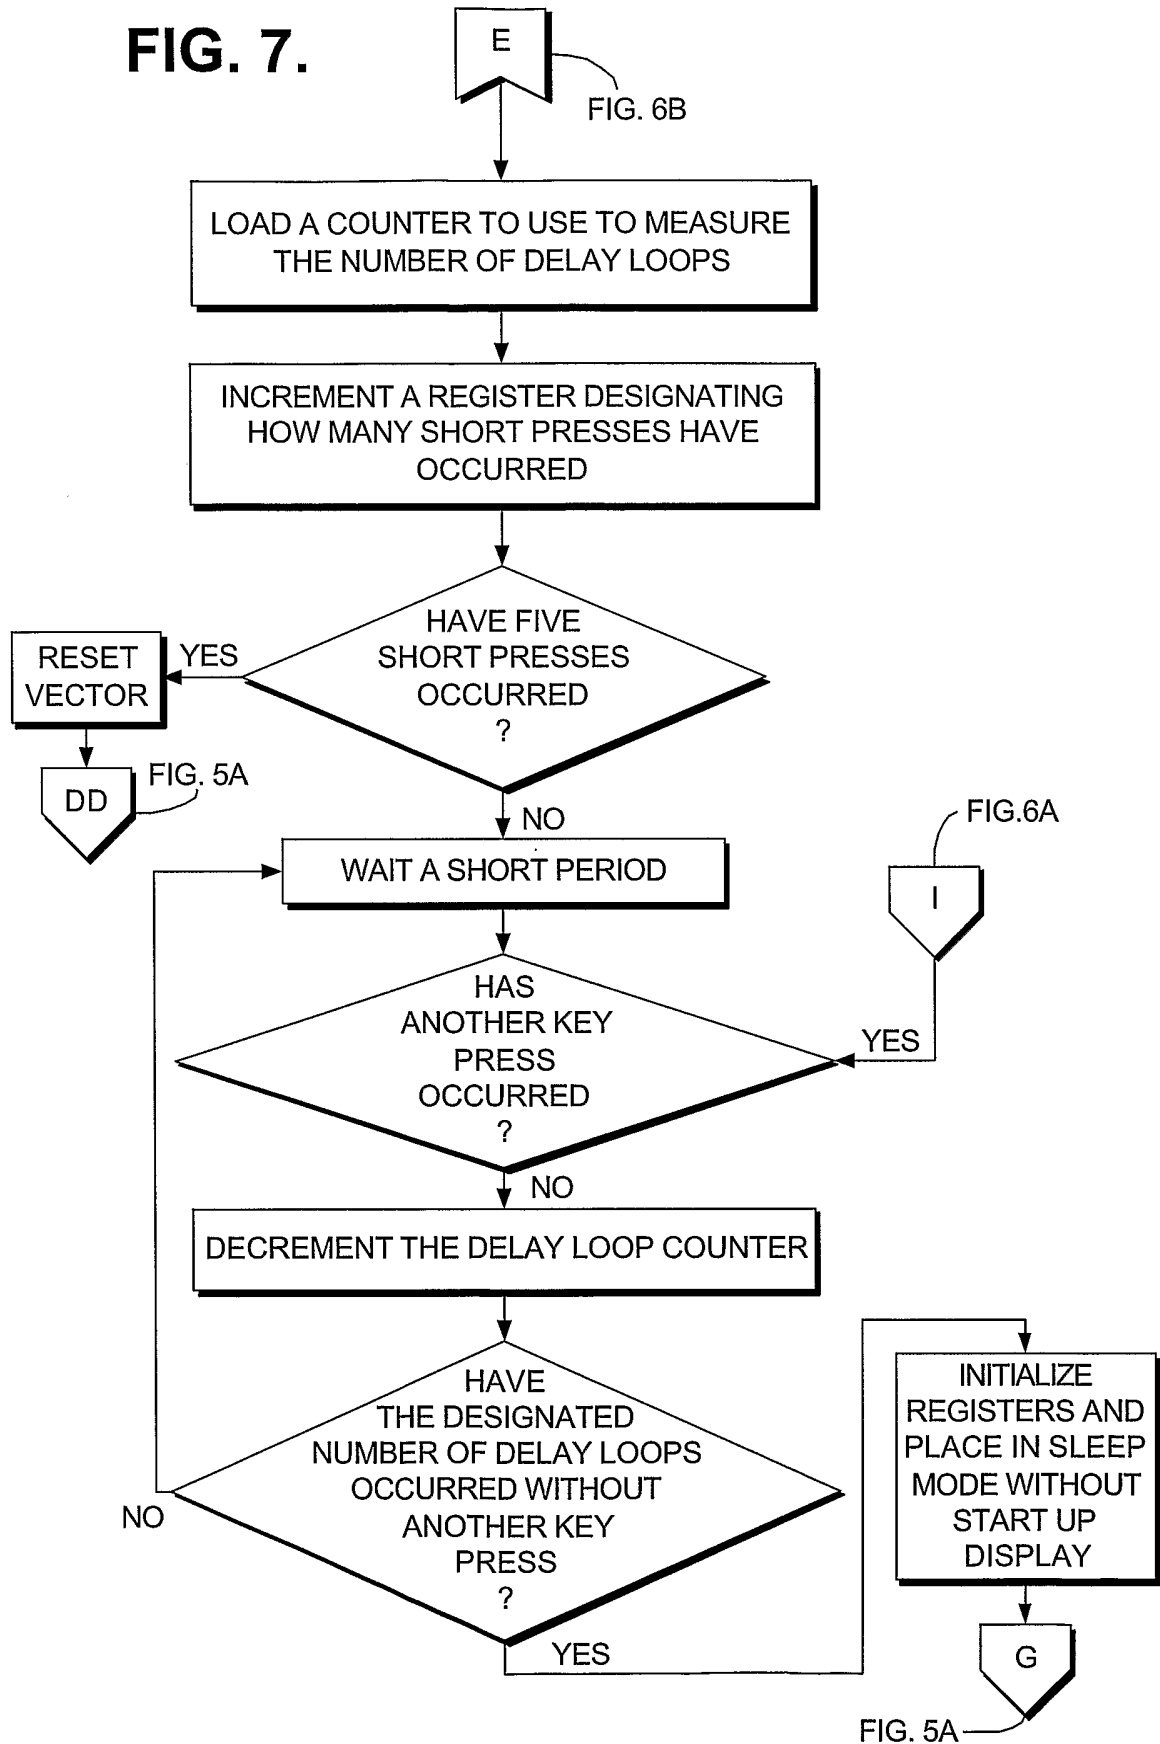 FIG. 7.
E
FIG. 6B
LOAD A COUNTER TO USE TO MEASURE
THE NUMBER OF DELAY LOOPS
INCREMENT A REGISTER DESIGNATING
HOW MANY SHORT PRESSES HAVE
OCCURRED
HAVE FIVE
SHORT PRESSES
OCCURRED
?
YES
RESET
VECTOR
DD
FIG. 5A
NO
WAIT A SHORT PERIOD
FIG.6A
I
YES
HAS
ANOTHER KEY
PRESS
OCCURRED
?
NO
DECREMENT THE DELAY LOOP COUNTER
HAVE
THE DESIGNATED
NUMBER OF DELAY LOOPS
OCCURRED WITHOUT
ANOTHER KEY
PRESS
?
NO
YES
INITIALIZE
REGISTERS AND
PLACE IN SLEEP
MODE WITHOUT
START UP
DISPLAY
G
FIG. 5A